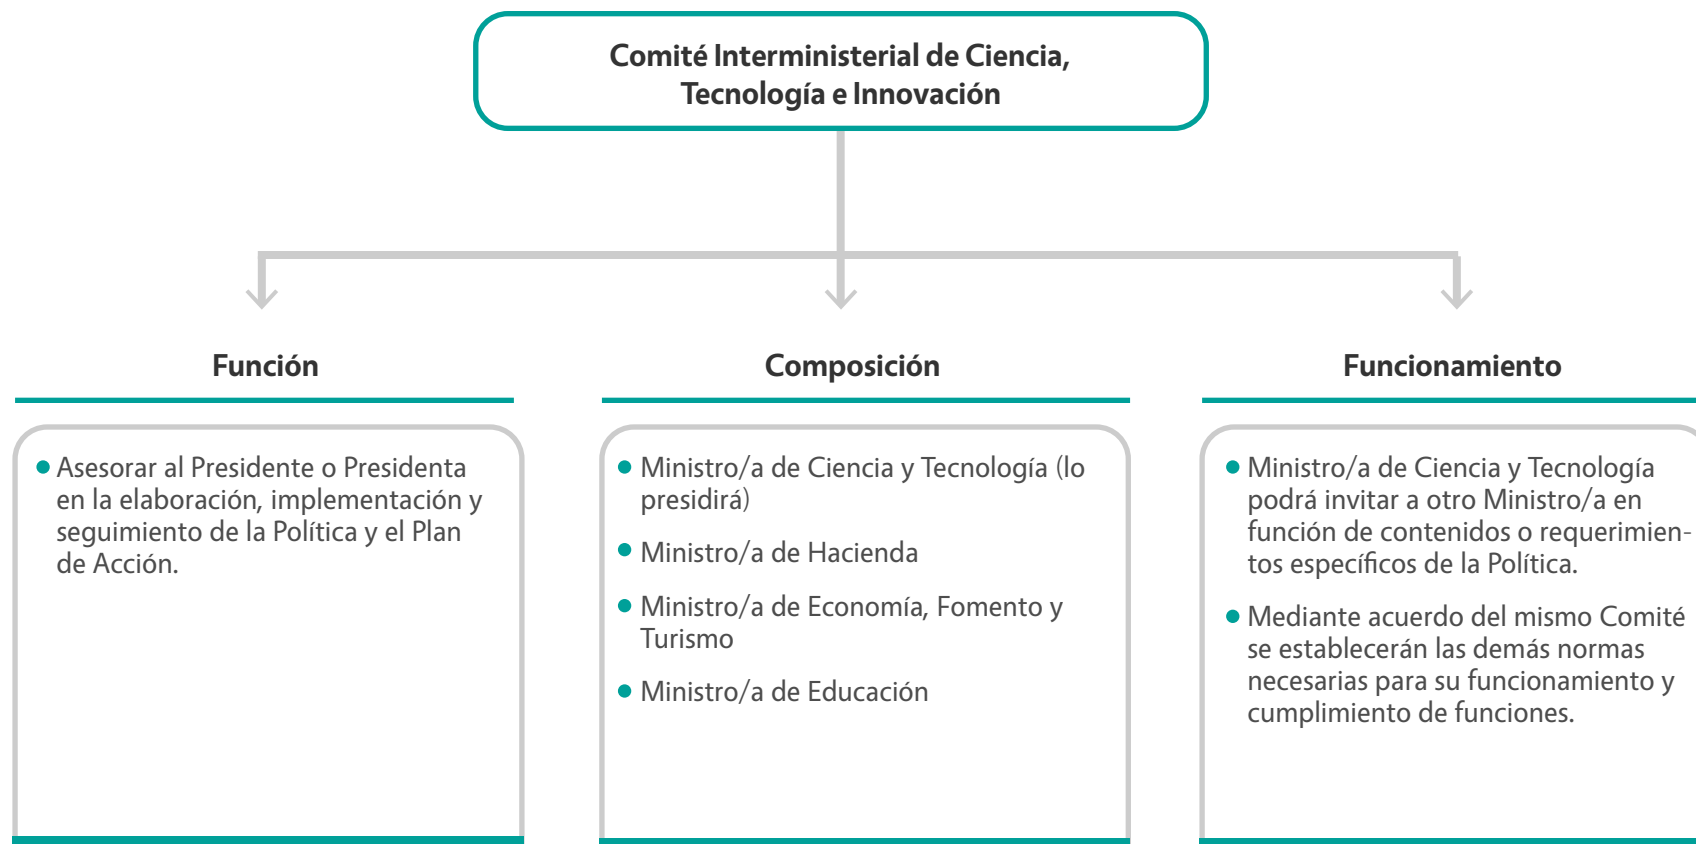 Comité Interministerial de Ciencia,
Tecnología e Innovación
Función
Asesorar al Presidente o Presidenta
en la elaboración, implementación y
seguimiento de la Política y el Plan
de Acción.
Composición
Ministro/a de Ciencia y Tecnología (lo
presidirá)
Ministro/a de Hacienda
Ministro/a de Economía, Fomento y
Turismo
Ministro/a de Educación
Funcionamiento
Ministro/a de Ciencia y Tecnología
podrá invitar a otro Ministro/a en
función de contenidos o requerimien-
tos específicos de la Política.
Mediante acuerdo del mismo Comité
se establecerán las demás normas
necesarias para su funcionamiento y
cumplimiento de funciones.